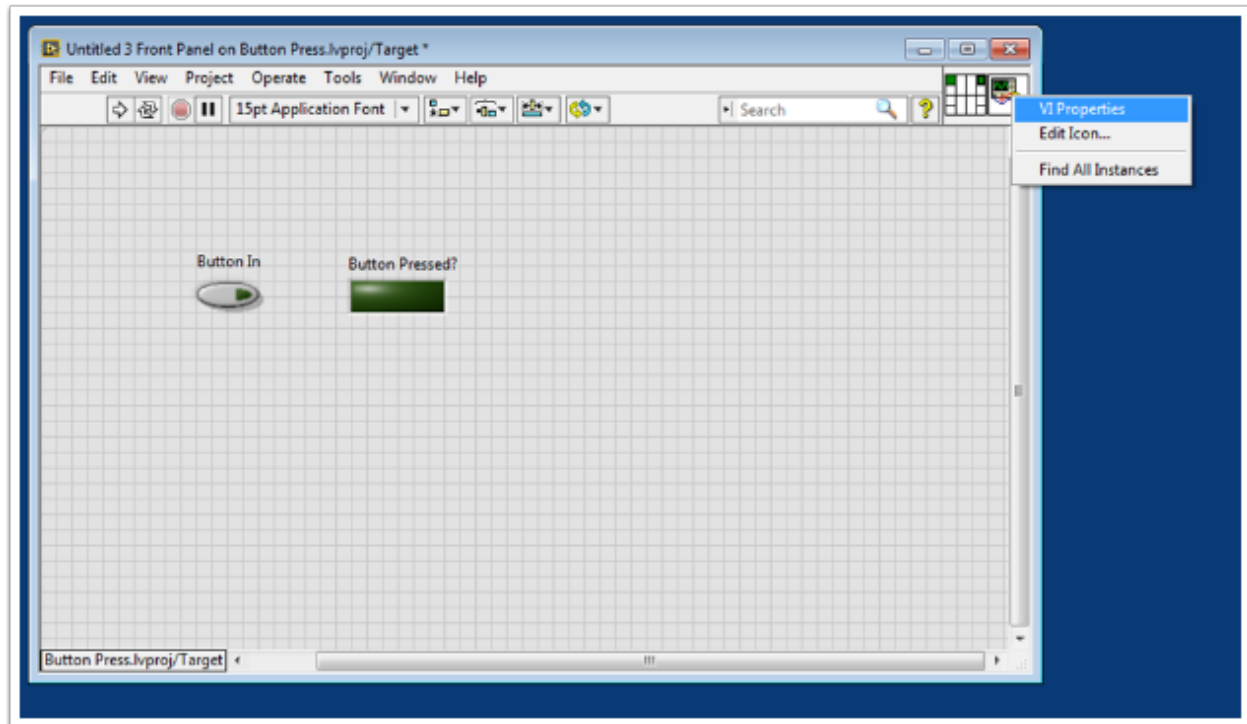 Untitled 3 Front Panel on Button Press.lvproj/Target *
File Edit View Project Operate Tools Window Help
15pt Application Font Search
VI Properties
Edit Icon...
Find All Instances
Button In Button Pressed?
Button Press.lvproj/Target